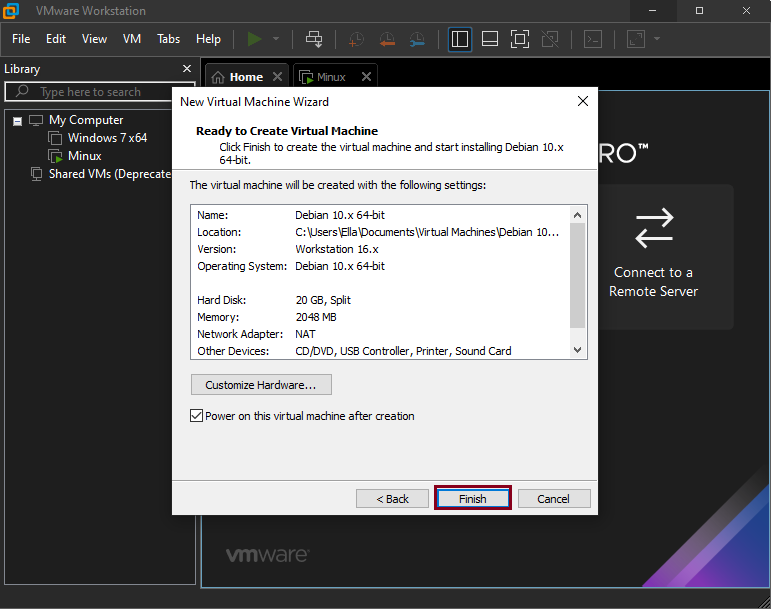 VMware Workstation
File Edit View VM Tabs Help
Library
Type here to search
My Computer
Windows 7 x64
Minux
Shared VMs (Deprecate
Home
Minux
RO™
Connect to a
Remote Server
vmware®
New Virtual Machine Wizard
Ready to Create Virtual Machine
Click Finish to create the virtual machine and start installing Debian 10.x
64-bit.
The virtual machine will be created with the following settings:
Name: Debian 10.x 64-bit
Location: C:\Users\Ella\Documents\Virtual Machines\Debian 10...
Version: Workstation 16.x
Operating System: Debian 10.x 64-bit
Hard Disk: 20 GB, Split
Memory: 2048 MB
Network Adapter: NAT
Other Devices: CD/DVD, USB Controller, Printer, Sound Card
Customize Hardware...
Power on this virtual machine after creation
< Back Finish Cancel